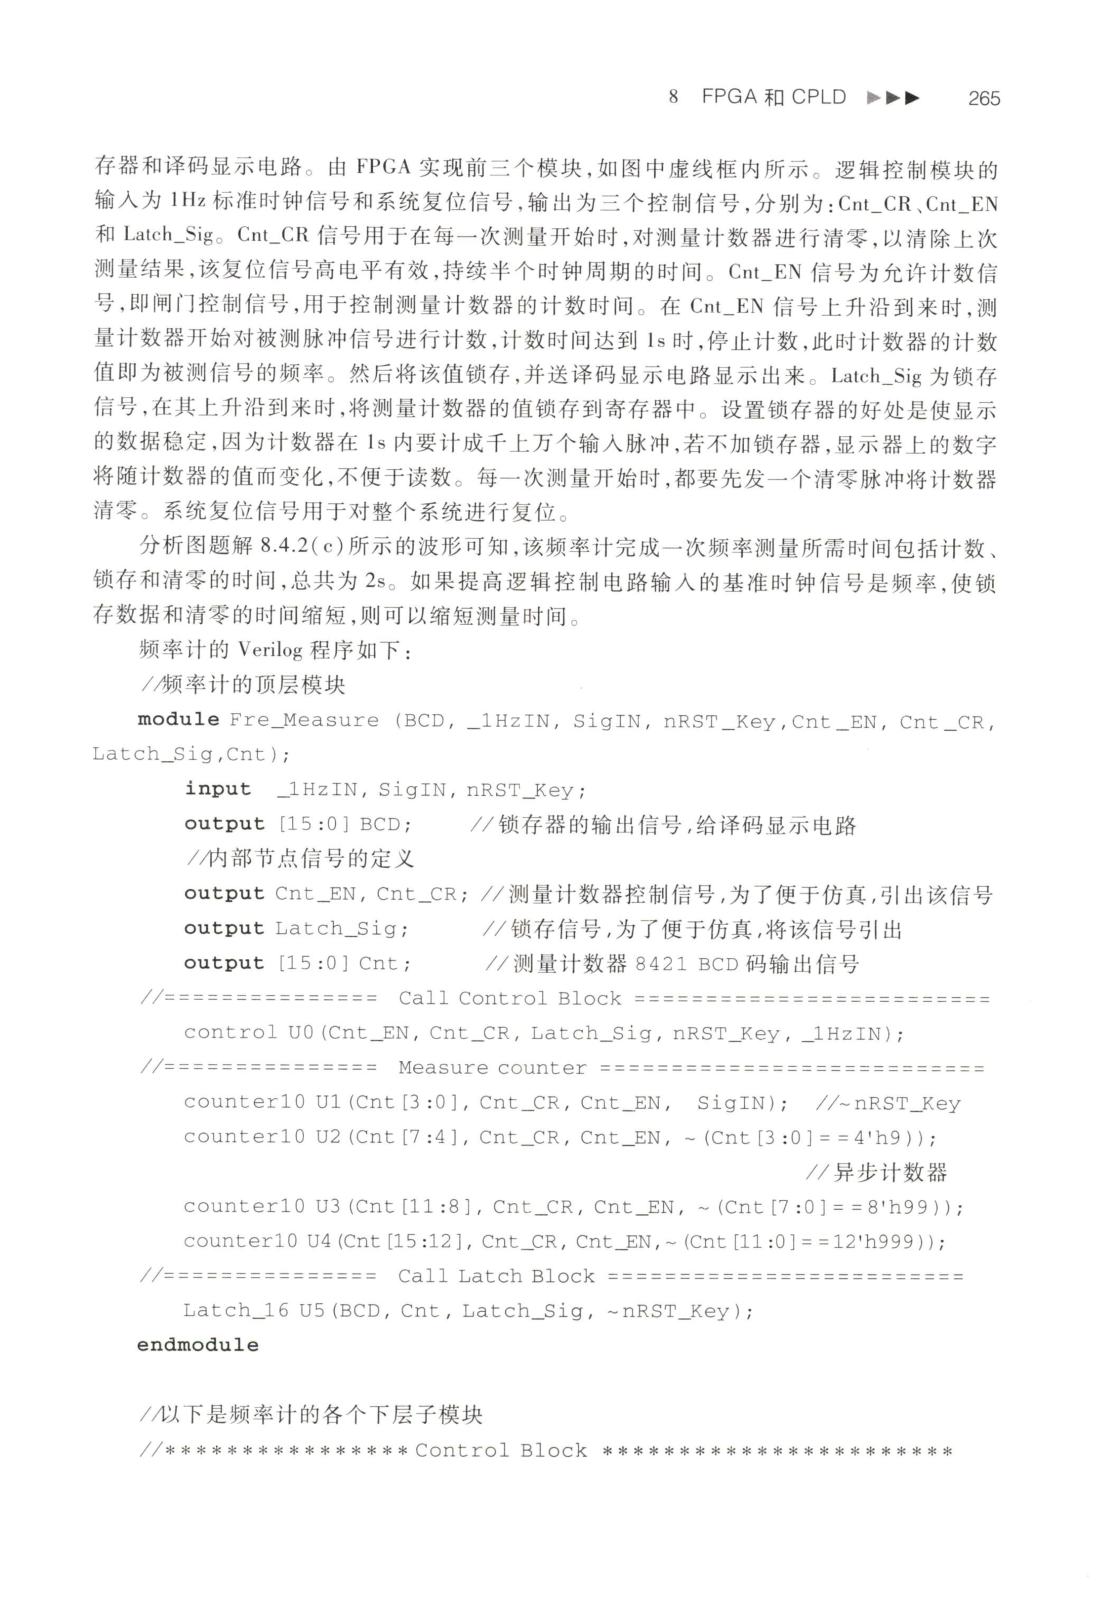 8 FPGA 和 CPLD ▶▶▶ 265
存器和译码显示电路。由 FPGA 实现前三个模块,如图中虚线框内所示。逻辑控制模块的
输入为 1Hz 标准时钟信号和系统复位信号,输出为三个控制信号,分别为:Cnt_CR、Cnt_EN
和 Latch_Sig。Cnt_CR 信号用于在每一次测量开始时,对测量计数器进行清零,以清除上次
测量结果,该复位信号高电平有效,持续半个时钟周期的时间。Cnt_EN 信号为允许计数信
号,即闸门控制信号,用于控制测量计数器的计数时间。在 Cnt_EN 信号上升沿到来时,测
量计数器开始对被测脉冲信号进行计数,计数时间达到 1s 时,停止计数,此时计数器的计数
值即为被测信号的频率。然后将该值锁存,并送译码显示电路显示出来。Latch_Sig 为锁存
信号,在其上升沿到来时,将测量计数器的值锁存到寄存器中。设置锁存器的好处是使显示
的数据稳定,因为计数器在 1s 内要计成千上万个输入脉冲,若不加锁存器,显示器上的数字
将随计数器的值而变化,不便于读数。每一次测量开始时,都要先发一个清零脉冲将计数器
清零。系统复位信号用于对整个系统进行复位。
分析图题解 8.4.2(c)所示的波形可知,该频率计完成一次频率测量所需时间包括计数、
锁存和清零的时间,总共为 2s。如果提高逻辑控制电路输入的基准时钟信号是频率,使锁
存数据和清零的时间缩短,则可以缩短测量时间。
频率计的 Verilog 程序如下:
//频率计的顶层模块
module Fre_Measure (BCD, _1HzIN, SigIN, nRST_Key,Cnt_EN, Cnt_CR,
Latch_Sig,Cnt);
input _1HzIN, SigIN, nRST_Key;
output [15:0] BCD; //锁存器的输出信号,给译码显示电路
//内部节点信号的定义
output Cnt_EN, Cnt_CR; //测量计数器控制信号,为了便于仿真,引出该信号
output Latch_Sig; //锁存信号,为了便于仿真,将该信号引出
output [15:0] Cnt; //测量计数器 8421 BCD 码输出信号
//=============== Call Control Block =========================
control U0 (Cnt_EN, Cnt_CR, Latch_Sig, nRST_Key, _1HzIN);
//=============== Measure counter ===========================
counter10 U1 (Cnt [3:0], Cnt_CR, Cnt_EN, SigIN); //~nRST_Key
counter10 U2 (Cnt [7:4], Cnt_CR, Cnt_EN, ~ (Cnt [3:0]==4'h9));
//异步计数器
counter10 U3 (Cnt [11:8], Cnt_CR, Cnt_EN, ~ (Cnt [7:0]==8'h99));
counter10 U4 (Cnt [15:12], Cnt_CR, Cnt_EN,~ (Cnt [11:0]==12'h999));
//=============== Call Latch Block =========================
Latch_16 U5 (BCD, Cnt, Latch_Sig, ~nRST_Key);
endmodule
//以下是频率计的各个下层子模块
//**************** Control Block ***********************